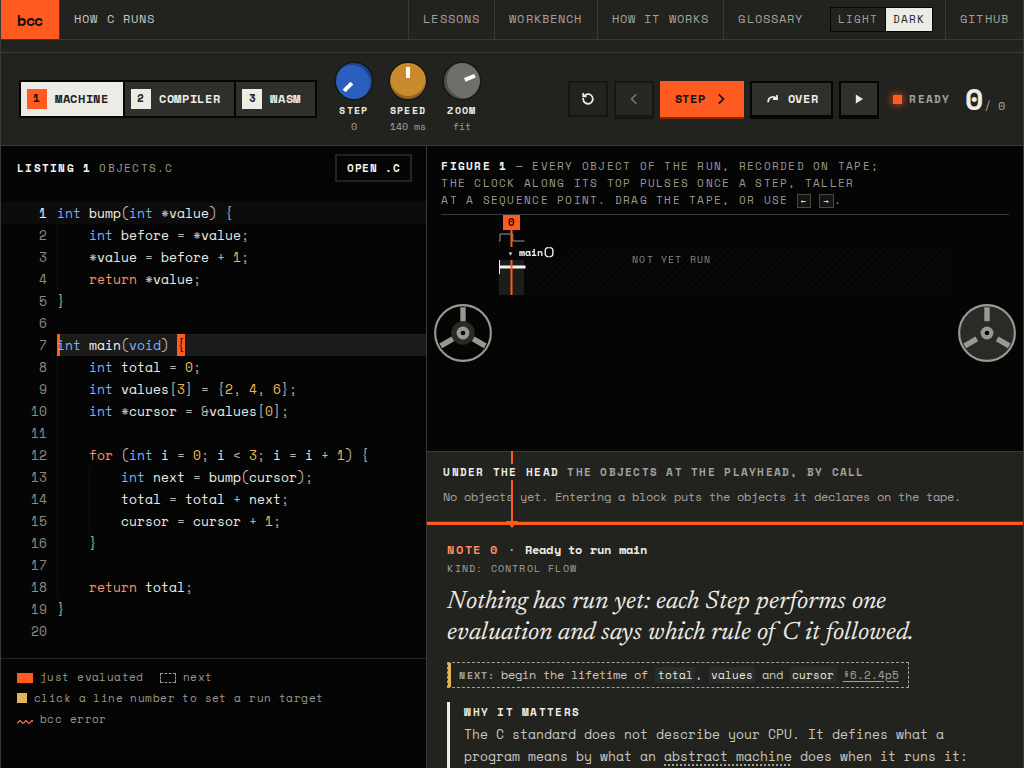 bcc HOW C RUNS LESSONS WORKBENCH HOW IT WORKS GLOSSARY LIGHT DARK GITHUB
1 MACHINE 2 COMPILER 3 WASM
STEP SPEED ZOOM
0 140 ms fit
STEP OVER READY 0 / 0
LISTING 1 OBJECTS.C OPEN .C
1 int bump(int *value) {
2 int before = *value;
3 *value = before + 1;
4 return *value;
5 }
6
7 int main(void) {
8 int total = 0;
9 int values[3] = {2, 4, 6};
10 int *cursor = &values[0];
11
12 for (int i = 0; i < 3; i = i + 1) {
13 int next = bump(cursor);
14 total = total + next;
15 cursor = cursor + 1;
16 }
17
18 return total;
19 }
20
just evaluated next
click a line number to set a run target
bcc error
FIGURE 1 — EVERY OBJECT OF THE RUN, RECORDED ON TAPE;
THE CLOCK ALONG ITS TOP PULSES ONCE A STEP, TALLER
AT A SEQUENCE POINT. DRAG THE TAPE, OR USE ← →.
0
▾ main()
NOT YET RUN
UNDER THE HEAD THE OBJECTS AT THE PLAYHEAD, BY CALL
No objects yet. Entering a block puts the objects it declares on the tape.
NOTE 0 · Ready to run main
KIND: CONTROL FLOW
Nothing has run yet: each Step performs one
evaluation and says which rule of C it followed.
NEXT: begin the lifetime of total, values and cursor §6.2.4p5
WHY IT MATTERS
The C standard does not describe your CPU. It defines what a
program means by what an abstract machine does when it runs it: